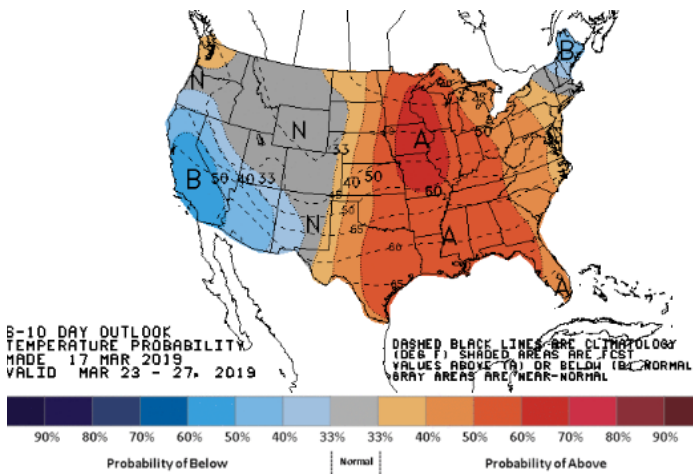 B
N
N
33
A
50
B
50
40
33
40
50
60
50
N
65
60
A
65
A
6-10 DAY OUTLOOK
TEMPERATURE PROBABILITY
MADE 17 MAR 2019
VALID MAR 23 - 27, 2019
DASHED BLACK LINES ARE CLIMATOLOGY
(DEG F) SHADED AREAS ARE FCST
VALUES ABOVE (A) OR BELOW (B) NORMAL
GRAY AREAS ARE NEAR-NORMAL
90% 80% 70% 60% 50% 40% 33% 33% 40% 50% 60% 70% 80% 90%
Probability of Below Normal Probability of Above